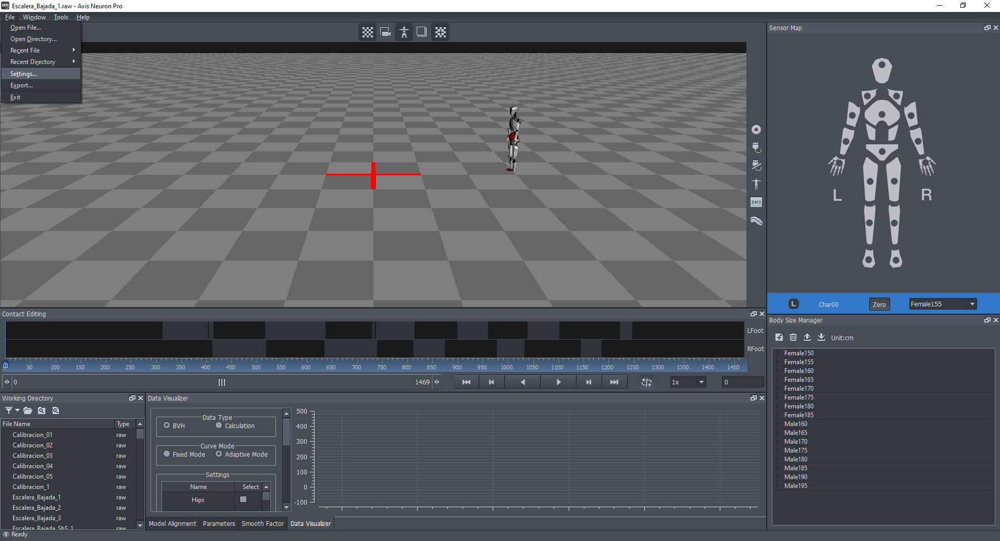 Escalera_Bajada_1.raw - Axis Neuron Pro
File Window Tools Help
Open File...
Open Directory...
Recent File
Recent Directory
Settings...
Export...
Exit
Sensor Map
L
R
zero
L Char00 Zero Female155
Contact Editing
LFoot
RFoot
50 100 150 200 250 300 350 400 450 500 550 600 650 700 750 800 850 900 950 1000 1050 1100 1150 1200 1250 1300 1350 1400 1450
0 1469 1x 0
Body Size Manager
Unit:cm
Female150
Female155
Female160
Female165
Female170
Female175
Female180
Female185
Male160
Male165
Male170
Male175
Male180
Male185
Male190
Male195
Working Directory
File Name Type
Calibracion_01 raw
Calibracion_02 raw
Calibracion_03 raw
Calibracion_04 raw
Calibracion_05 raw
Calibracion_1 raw
Escalera_Bajada_1 raw
Escalera_Bajada_2 raw
Escalera_Bajada_3 raw
Escalera_Bajada_ShS_1 raw
Data Visualizer
Data Type
BVH Calculation
Curve Mode
Fixed Mode Adaptive Mode
Settings
Name Select
Hips
500
400
300
200
100
0
-100
Model Alignment Parameters Smooth Factor Data Visualizer
Ready